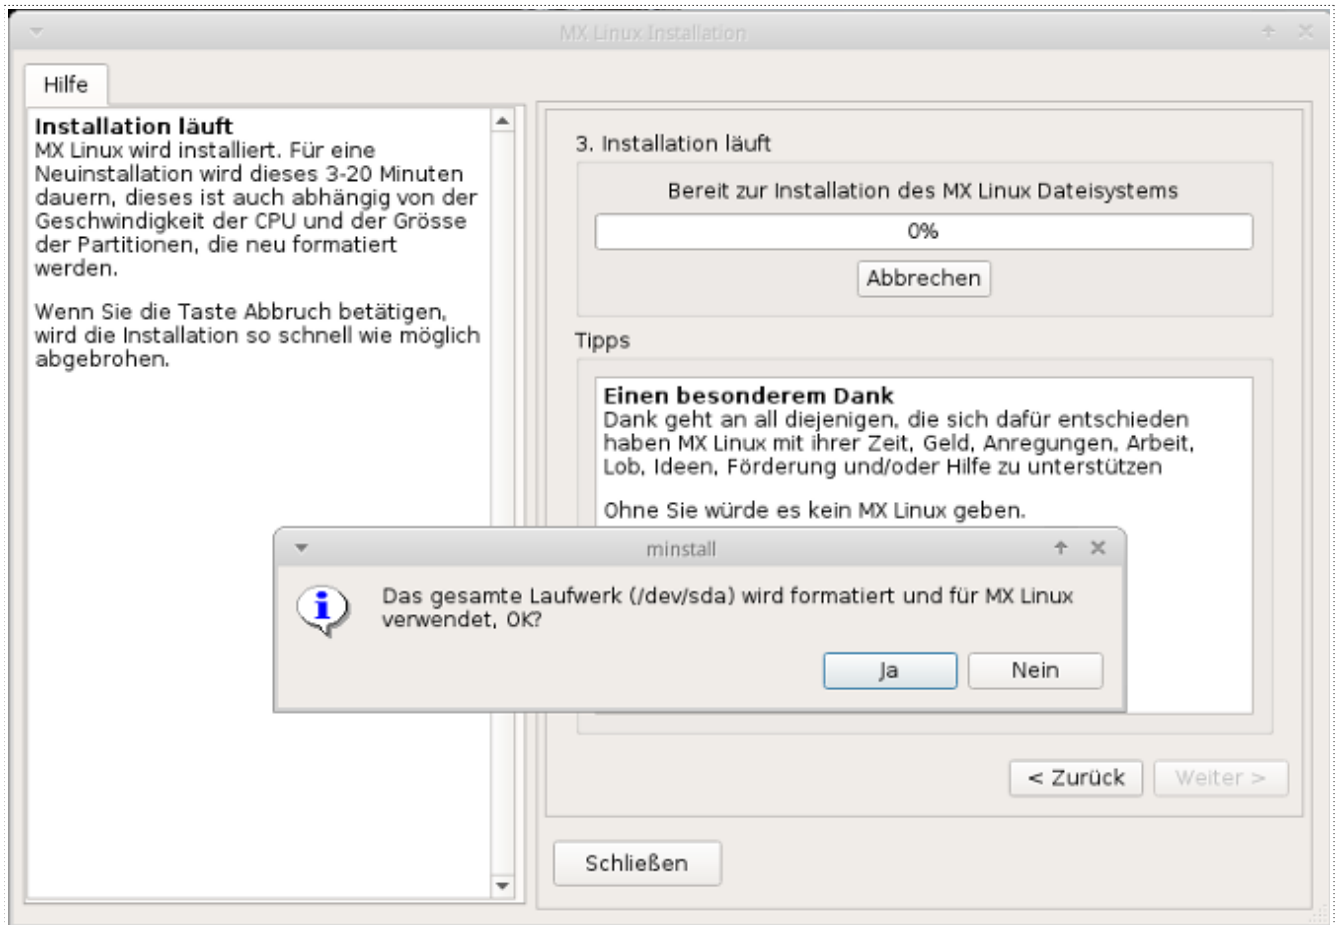 MX Linux Installation
Hilfe
Installation läuft
MX Linux wird installiert. Für eine
Neuinstallation wird dieses 3-20 Minuten
dauern, dieses ist auch abhängig von der
Geschwindigkeit der CPU und der Grösse
der Partitionen, die neu formatiert
werden.
Wenn Sie die Taste Abbruch betätigen,
wird die Installation so schnell wie möglich
abgebrohen.
3. Installation läuft
Bereit zur Installation des MX Linux Dateisystems
0%
Abbrechen
Tipps
Einen besonderem Dank
Dank geht an all diejenigen, die sich dafür entschieden
haben MX Linux mit ihrer Zeit, Geld, Anregungen, Arbeit,
Lob, Ideen, Förderung und/oder Hilfe zu unterstützen
Ohne Sie würde es kein MX Linux geben.
minstall
Das gesamte Laufwerk (/dev/sda) wird formatiert und für MX Linux
verwendet, OK?
Ja
Nein
< Zurück
Weiter >
Schließen